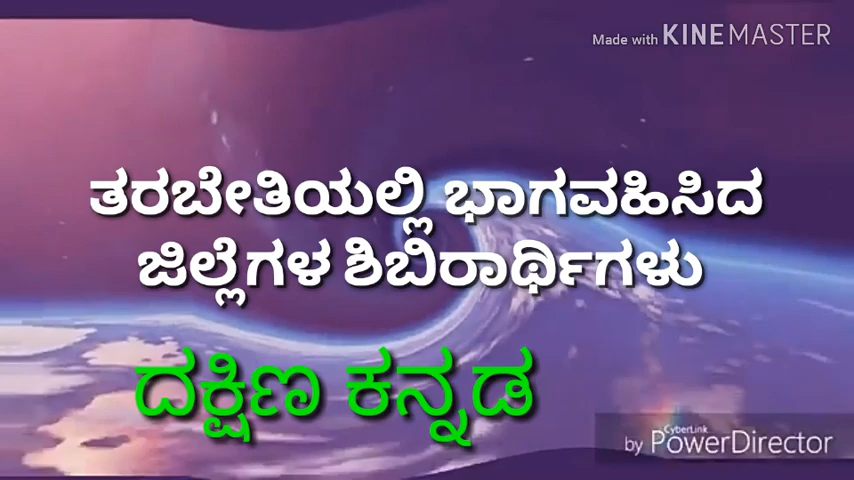 Made with KINEMASTER
ತರಬೇತಿಯಲ್ಲಿ ಭಾಗವಹಿಸಿದ
ಜಿಲ್ಲೆಗಳ ಶಿಬಿರಾರ್ಥಿಗಳು
ದಕ್ಷಿಣ ಕನ್ನಡ
CyberLink
by PowerDirector